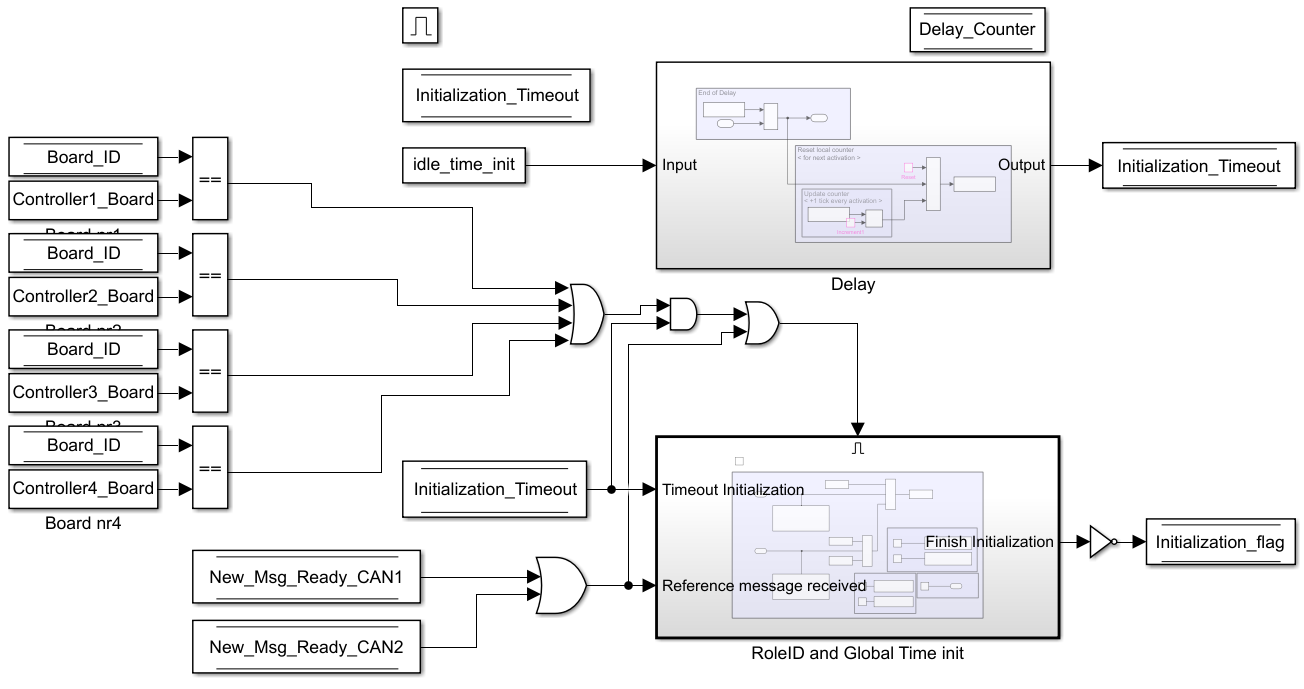 Delay_Counter
Initialization_Timeout
End of Delay
Board_ID
==
Controller1_Board
idle_time_init
Input
Reset local counter
< for next activation >
Reset
Output
Initialization_Timeout
Update counter
< +1 tick every activation >
increment1
Board nr1
Board_ID
==
Controller2_Board
Delay
Board nr2
Board_ID
==
Controller3_Board
Board nr3
Board_ID
==
Controller4_Board
Board nr4
Initialization_Timeout
Timeout Initialization
Finish Initialization
Initialization_flag
New_Msg_Ready_CAN1
Reference message received
New_Msg_Ready_CAN2
RoleID and Global Time init